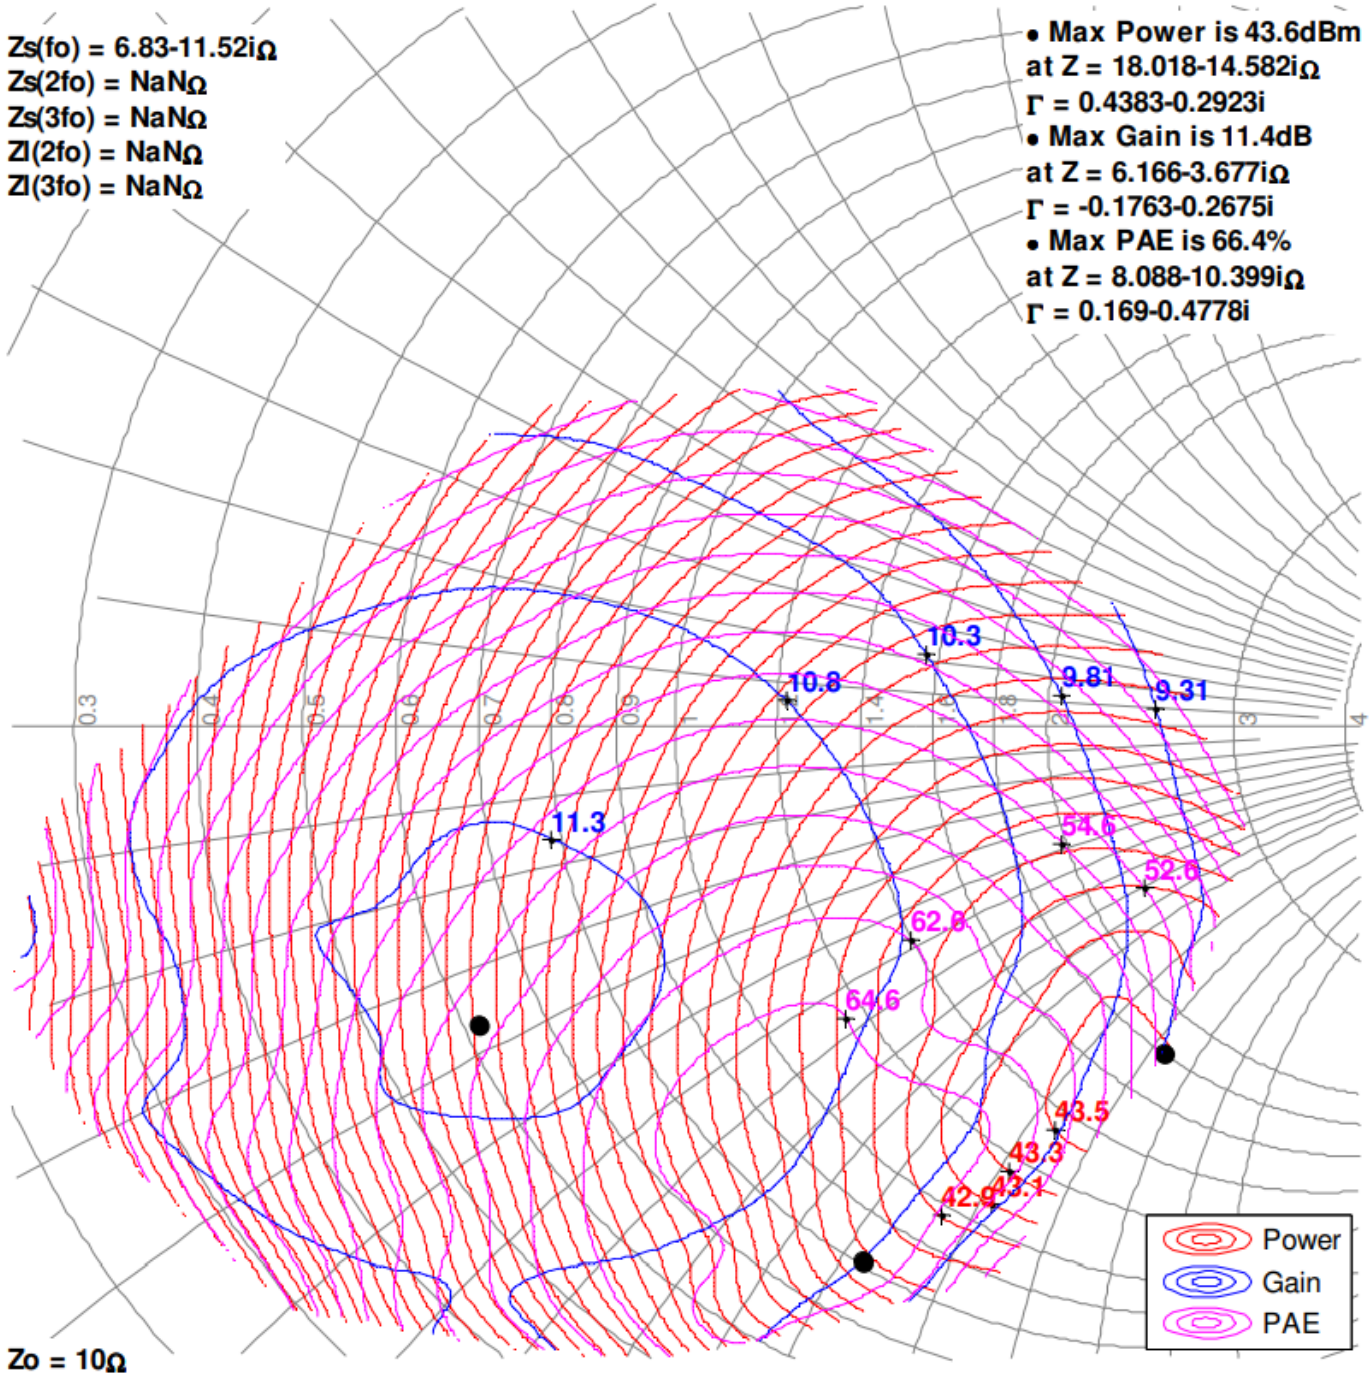 Zs(fo) = 6.83-11.52iΩ
Zs(2fo) = NaNΩ
Zs(3fo) = NaNΩ
Zl(2fo) = NaNΩ
Zl(3fo) = NaNΩ
• Max Power is 43.6dBm
at Z = 18.018-14.582iΩ
Γ = 0.4383-0.2923i
• Max Gain is 11.4dB
at Z = 6.166-3.677iΩ
Γ = -0.1763-0.2675i
• Max PAE is 66.4%
at Z = 8.088-10.399iΩ
Γ = 0.169-0.4778i
10.3
10.8
9.81
9.31
0.3
0.4
0.5
0.6
0.7
0.8
0.9
1
1.4
1.6
1.8
3
4
11.3
54.6
52.6
62.6
64.6
43.5
43.3
43.1
42.9
Power
Gain
PAE
Zo = 10Ω